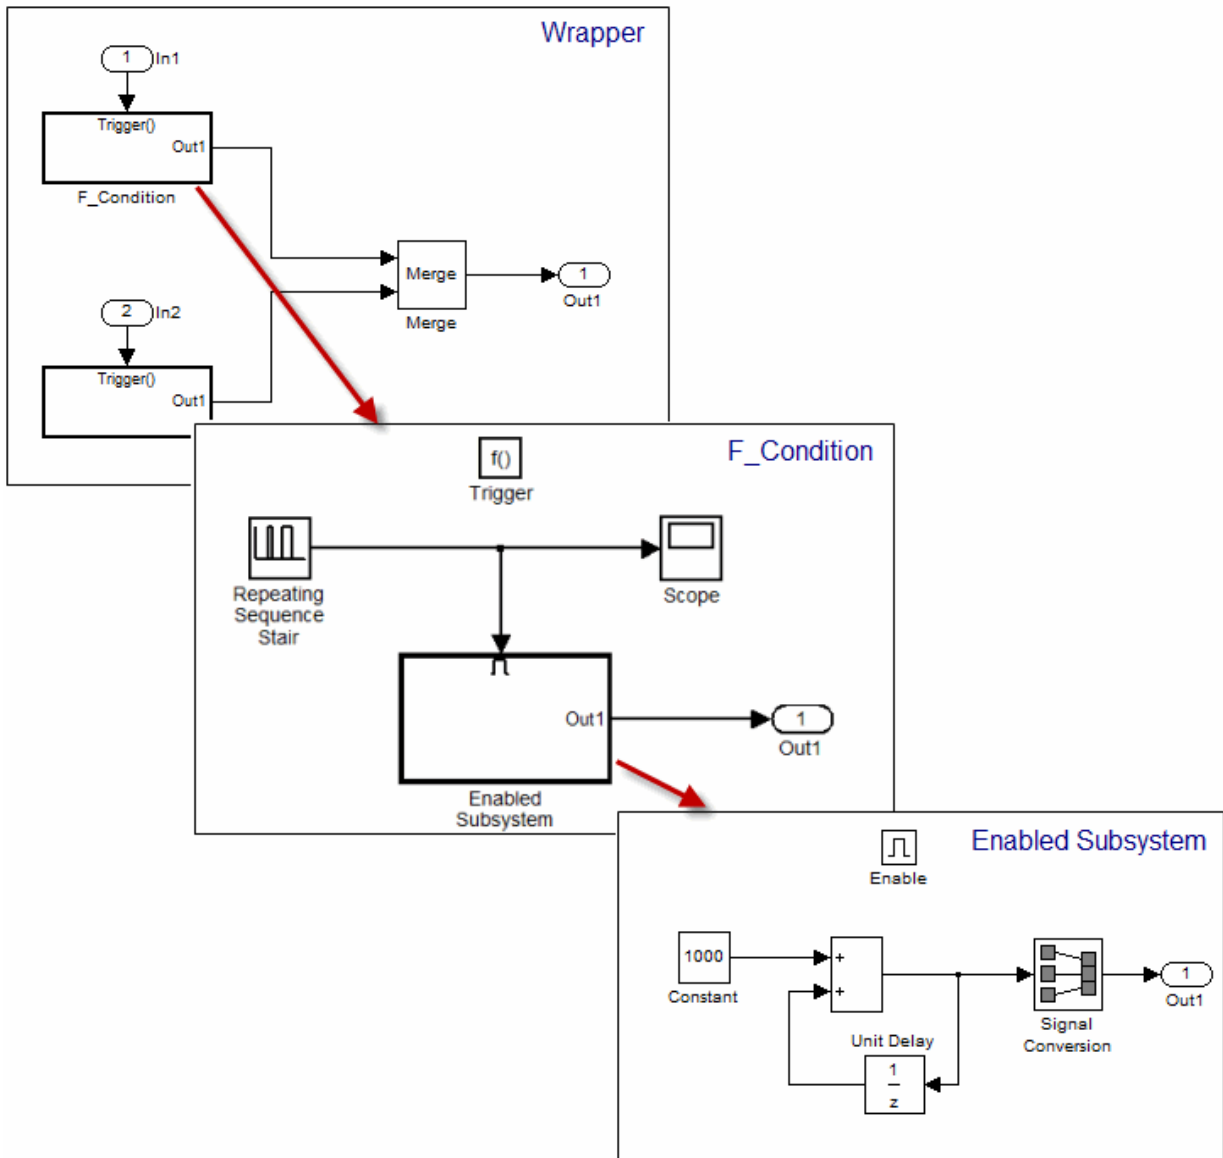 Wrapper
1
In1
Trigger()
Out1
F_Condition
Merge
Merge
1
Out1
2
In2
Trigger()
Out1
F_Condition
f()
Trigger
Repeating
Sequence
Stair
Scope
Out1
1
Out1
Enabled
Subsystem
Enabled Subsystem
Enable
1000
Constant
+
+
Unit Delay
1
z
Signal
Conversion
1
Out1